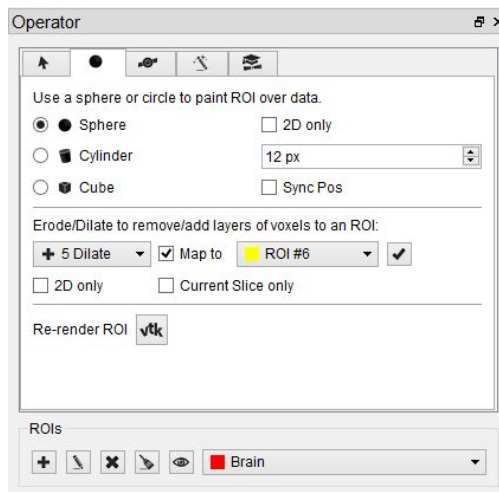 Operator
Use a sphere or circle to paint ROI over data.
Sphere
2D only
Cylinder
12 px
Cube
Sync Pos
Erode/Dilate to remove/add layers of voxels to an ROI:
5 Dilate
Map to
ROI #6
2D only
Current Slice only
Re-render ROI
vtk
ROIs
Brain